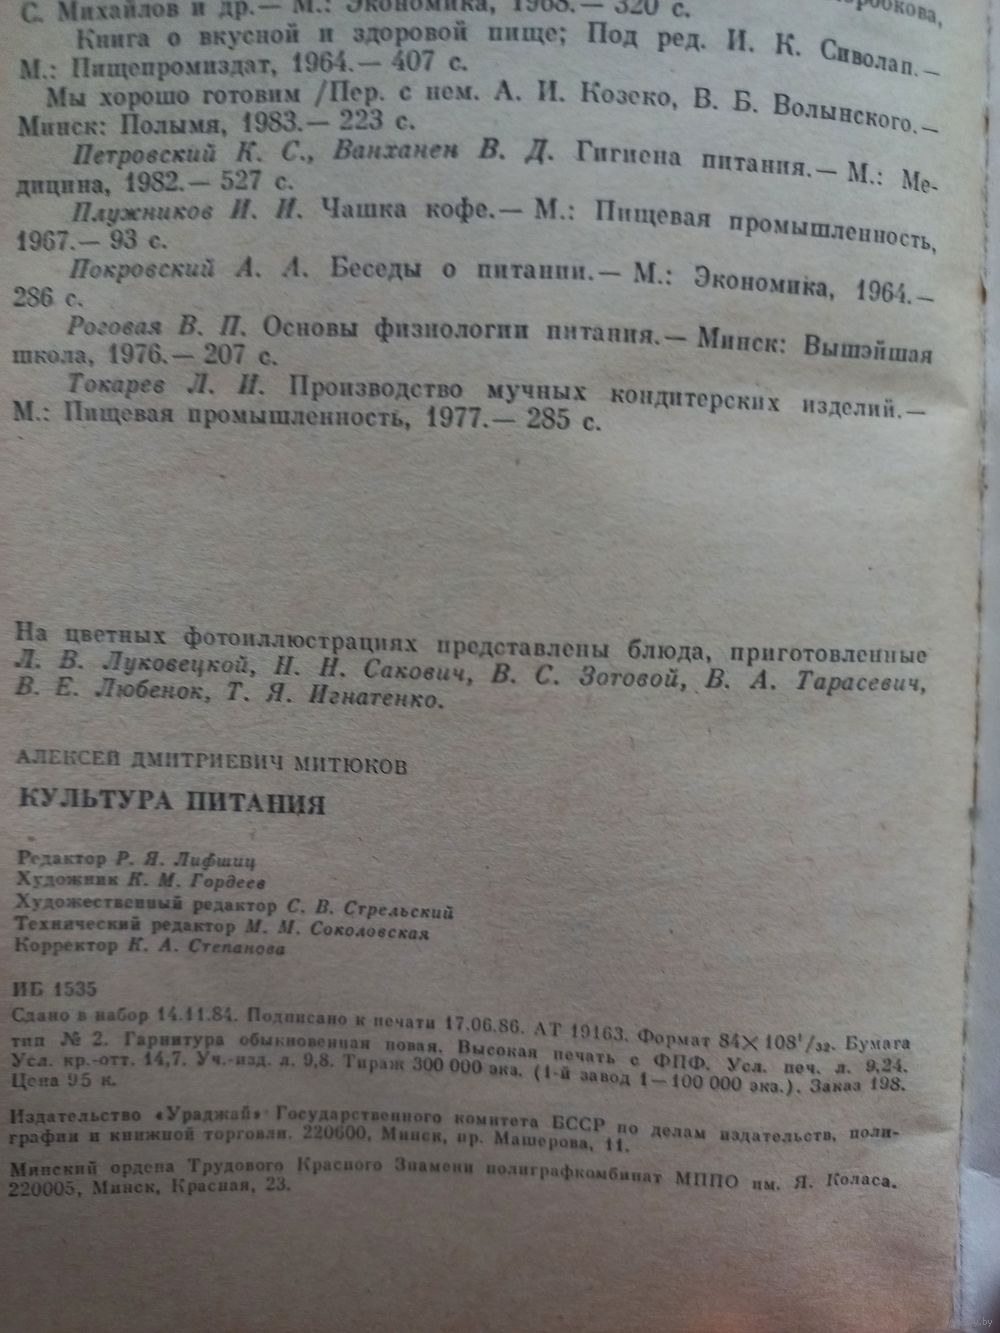 С. Михайлов и др.— М.: Экономика, 1968.— 320 с.
Книга о вкусной и здоровой пище; Под ред. И. К. Сиволап.—
М.: Пищепромиздат, 1964.— 407 с.
Мы хорошо готовим /Пер. с нем. А. И. Козеко, В. Б. Волынского.—
Минск: Полымя, 1983.— 223 с.
Петровский К. С., Ванханен В. Д. Гигиена питания.— М.: Ме-
дицина, 1982.— 527 с.
Плужников И. И. Чашка кофе.— М.: Пищевая промышленность,
1967.— 93 с.
Покровский А. А. Беседы о питании.— М.: Экономика, 1964.—
286 с.
Роговая В. П. Основы физиологии питания.— Минск: Вышэйшая
школа, 1976.— 207 с.
Токарев Л. И. Производство мучных кондитерских изделий.—
М.: Пищевая промышленность, 1977.— 285 с.
На цветных фотоиллюстрациях представлены блюда, приготовленные
Л. В. Луковецкой, Н. Н. Сакович, В. С. Зотовой, В. А. Тарасевич,
В. Е. Любенок, Т. Я. Игнатенко.
АЛЕКСЕЙ ДМИТРИЕВИЧ МИТЮКОВ
КУЛЬТУРА ПИТАНИЯ
Редактор Р. Я. Лифшиц
Художник К. М. Гордеев
Художественный редактор С. В. Стрельский
Технический редактор М. М. Соколовская
Корректор К. А. Степанова
ИБ 1535
Сдано в набор 14.11.84. Подписано к печати 17.06.86. АТ 19163. Формат 84×108¹/₃₂. Бумага
тип № 2. Гарнитура обыкновенная новая. Высокая печать с ФПФ. Усл. печ. л. 9,24.
Усл. кр.-отт. 14,7. Уч.-изд. л. 9,8. Тираж 300 000 экз. (1-й завод 1—100 000 экз.). Заказ 198.
Цена 95 к.
Издательство «Ураджай» Государственного комитета БССР по делам издательств, поли-
графии и книжной торговли. 220600, Минск, пр. Машерова, 11.
Минский ордена Трудового Красного Знамени полиграфкомбинат МППО им. Я. Коласа.
220005, Минск, Красная, 23.